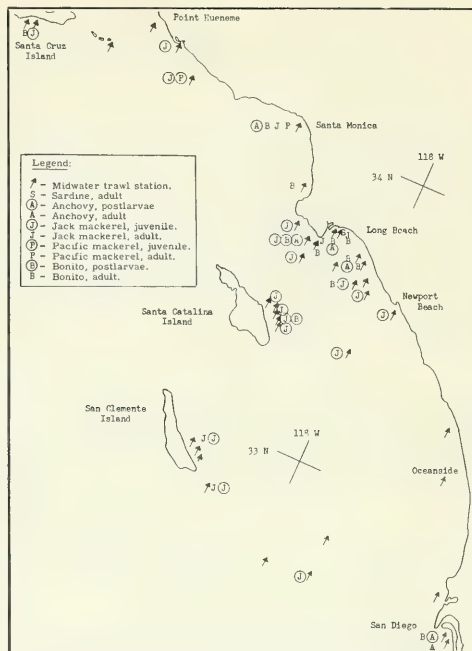 Point Hueneme
B Ⓙ
Santa Cruz
Island
Ⓙ
Ⓙ Ⓟ
Ⓐ B J P
Santa Monica
118 W
34 N
Legend:
- Midwater trawl station.
S - Sardine, adult
Ⓐ - Anchovy, postlarvae
A - Anchovy, adult
Ⓙ - Jack mackerel, juvenile.
J - Jack mackerel, adult.
Ⓟ - Pacific mackerel, juvenile.
P - Pacific mackerel, adult.
Ⓑ - Bonito, postlarvae.
B - Bonito, adult.
B
Ⓙ
Long Beach
Ⓙ Ⓑ Ⓐ
B
Ⓐ
Ⓙ
B
Ⓐ B
B Ⓙ
Ⓙ
Newport
Beach
Santa Catalina
Island
Ⓙ
Ⓙ
Ⓙ Ⓑ
Ⓙ
Ⓙ
Ⓙ
San Clemente
Island
119 W
33 N
J Ⓙ
Oceanside
J Ⓙ
Ⓙ
San Diego
B Ⓐ
A